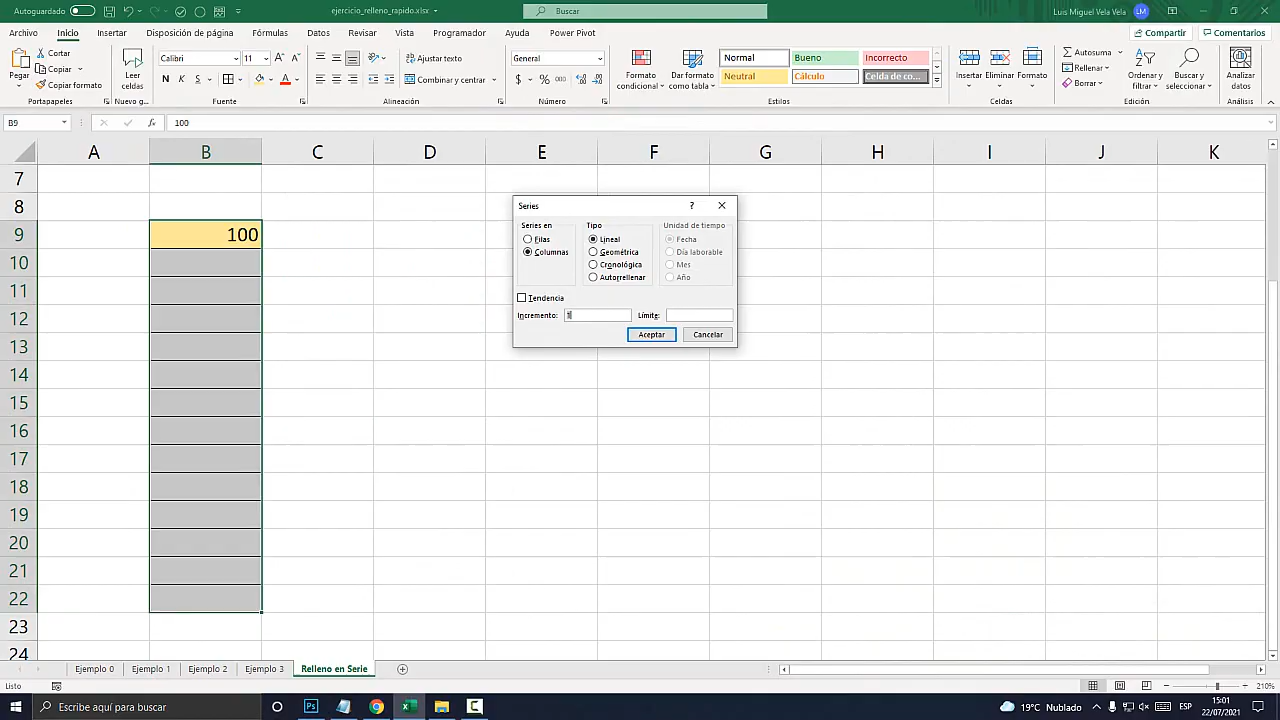 Autoguardado
ejercicio_relleno_rapido.xlsx
Buscar
Luis Miguel Vela Vela
LM
Archivo
Inicio
Insertar
Disposición de página
Fórmulas
Datos
Revisar
Vista
Programador
Ayuda
Power Pivot
Compartir
Comentarios
Pegar
Cortar
Copiar
Copiar formato
Portapapeles
Leer celdas
Nuevo g...
Calibri
11
N K S
Fuente
Ajustar texto
Combinar y centrar
Alineación
General
$ % 000
Número
Formato condicional
Dar formato como tabla
Normal
Bueno
Incorrecto
Neutral
Cálculo
Celda de co...
Estilos
Insertar
Eliminar
Formato
Celdas
Autosuma
Rellenar
Borrar
Ordenar y filtrar
Buscar y seleccionar
Edición
Analizar datos
Análisis
B9
fx
100
A B C D E F G H I J K
7
8
9 100
10
11
12
13
14
15
16
17
18
19
20
21
22
23
24
Series
?
Series en
Filas
Columnas
Tipo
Lineal
Geométrica
Cronológica
Autorrellenar
Unidad de tiempo
Fecha
Día laborable
Mes
Año
Tendencia
Incremento:
Límite:
Aceptar
Cancelar
Ejemplo 0
Ejemplo 1
Ejemplo 2
Ejemplo 3
Relleno en Serie
Listo
210%
Escribe aquí para buscar
19°C Nublado
ESP
15:01
22/07/2021